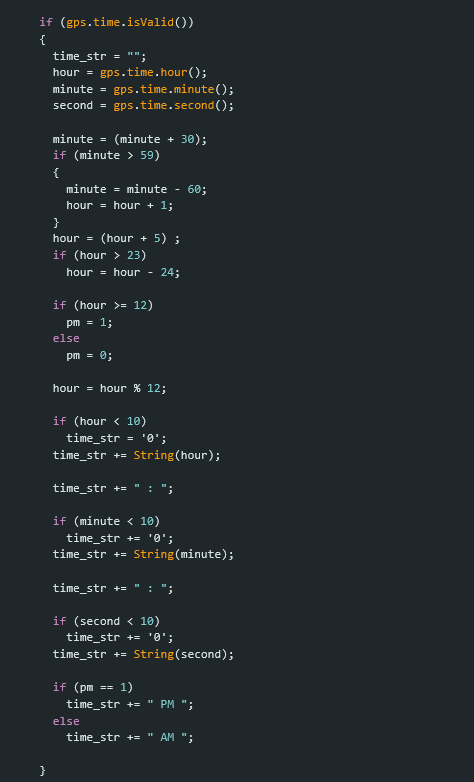 if (gps.time.isValid())
{
time_str = "";
hour = gps.time.hour();
minute = gps.time.minute();
second = gps.time.second();
minute = (minute + 30);
if (minute > 59)
{
minute = minute - 60;
hour = hour + 1;
}
hour = (hour + 5) ;
if (hour > 23)
hour = hour - 24;
if (hour >= 12)
pm = 1;
else
pm = 0;
hour = hour % 12;
if (hour < 10)
time_str = '0';
time_str += String(hour);
time_str += " : ";
if (minute < 10)
time_str += '0';
time_str += String(minute);
time_str += " : ";
if (second < 10)
time_str += '0';
time_str += String(second);
if (pm == 1)
time_str += " PM ";
else
time_str += " AM ";
}